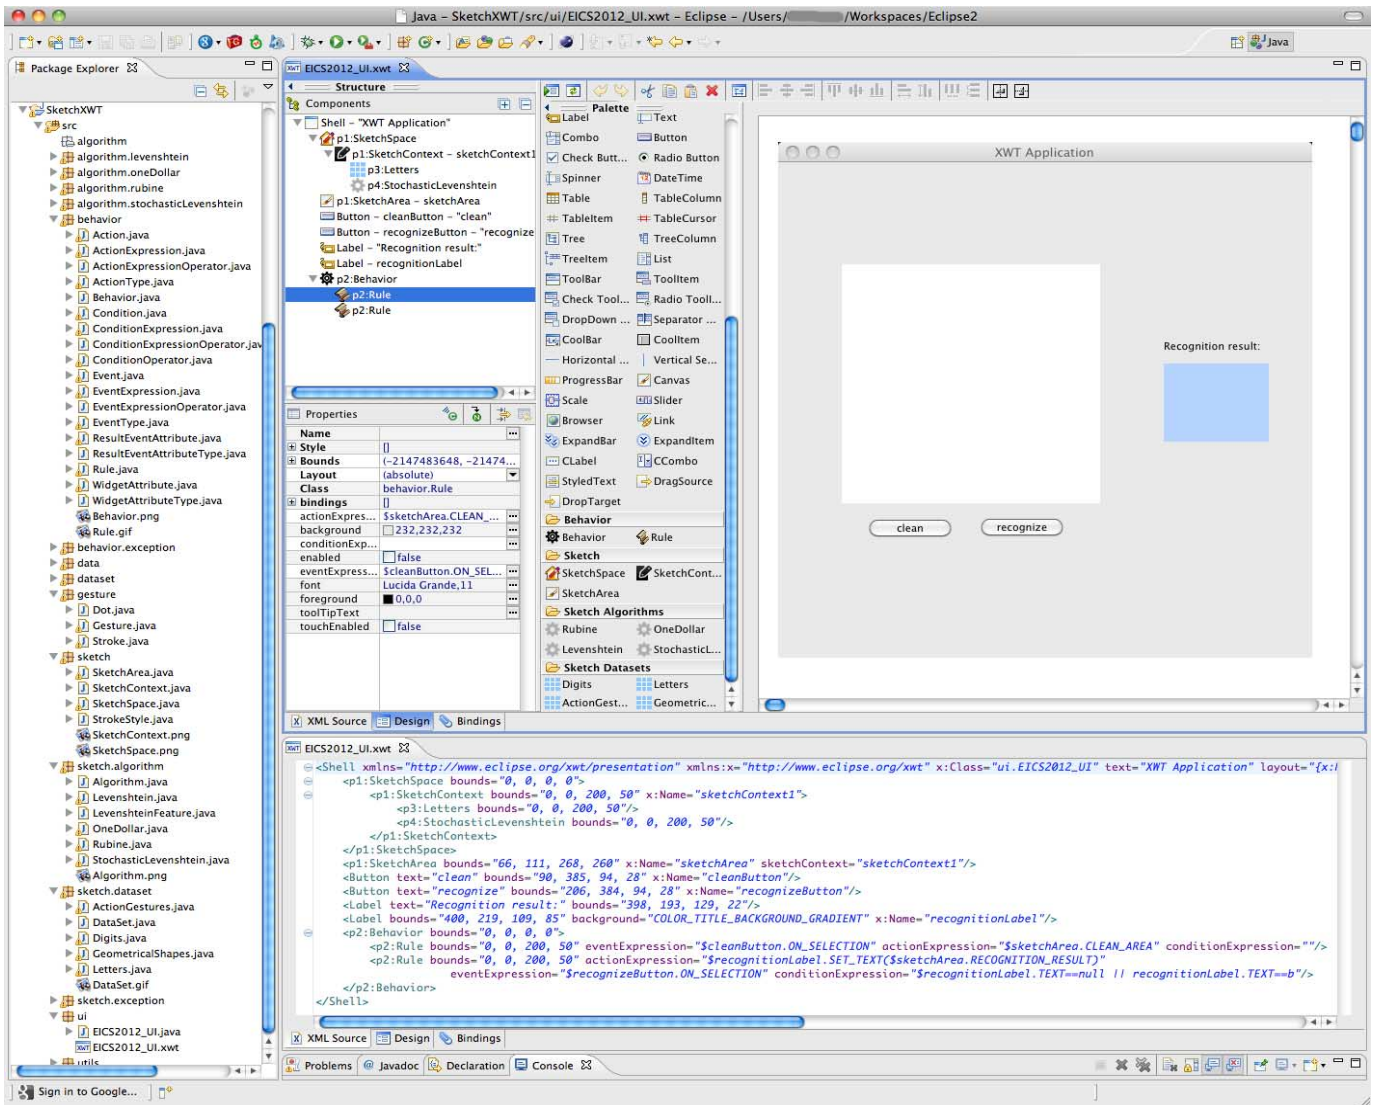 Java – SketchXWT/src/ui/EICS2012_UI.xwt – Eclipse – /Users/ /Workspaces/Eclipse2
Java
Package Explorer
SketchXWT
src
algorithm
algorithm.levenshtein
algorithm.oneDollar
algorithm.rubine
algorithm.stochasticLevenshtein
behavior
Action.java
ActionExpression.java
ActionExpressionOperator.java
ActionType.java
Behavior.java
Condition.java
ConditionExpression.java
ConditionExpressionOperator.jav
ConditionOperator.java
Event.java
EventExpression.java
EventExpressionOperator.java
EventType.java
ResultEventAttribute.java
ResultEventAttributeType.java
Rule.java
WidgetAttribute.java
WidgetAttributeType.java
Behavior.png
Rule.gif
behavior.exception
data
dataset
gesture
Dot.java
Gesture.java
Stroke.java
sketch
SketchArea.java
SketchContext.java
SketchSpace.java
StrokeStyle.java
SketchContext.png
SketchSpace.png
sketch.algorithm
Algorithm.java
Levenshtein.java
LevenshteinFeature.java
OneDollar.java
Rubine.java
StochasticLevenshtein.java
Algorithm.png
sketch.dataset
ActionGestures.java
DataSet.java
Digits.java
GeometricalShapes.java
Letters.java
DataSet.gif
sketch.exception
ui
EICS2012_UI.java
EICS2012_UI.xwt
utils
EICS2012_UI.xwt
Structure
Components
Shell – "XWT Application"
p1:SketchSpace
p1:SketchContext – sketchContext1
p3:Letters
p4:StochasticLevenshtein
p1:SketchArea – sketchArea
Button – cleanButton – "clean"
Button – recognizeButton – "recognize
Label – "Recognition result:"
Label – recognitionLabel
p2:Behavior
p2:Rule
p2:Rule
Properties
Name
Style []
Bounds (-2147483648, -21474...
Layout (absolute)
Class behavior.Rule
bindings []
actionExpres... $sketchArea.CLEAN_...
background 232,232,232
conditionExp...
enabled false
eventExpress... $cleanButton.ON_SEL...
font Lucida Grande,11
foreground 0,0,0
toolTipText
touchEnabled false
Palette
Label Text
Combo Button
Check Butt... Radio Button
Spinner DateTime
Table TableColumn
TableItem TableCursor
Tree TreeColumn
TreeItem List
ToolBar ToolItem
Check Tool... Radio ToolI...
DropDown ... Separator ...
CoolBar CoolItem
Horizontal ... Vertical Se...
ProgressBar Canvas
Scale Slider
Browser Link
ExpandBar ExpandItem
CLabel CCombo
StyledText DragSource
DropTarget
Behavior
Behavior Rule
Sketch
SketchSpace SketchCont...
SketchArea
Sketch Algorithms
Rubine OneDollar
Levenshtein StochasticL...
Sketch Datasets
Digits Letters
ActionGest... Geometric...
XWT Application
Recognition result:
clean recognize
XML Source Design Bindings
EICS2012_UI.xwt
<Shell xmlns="http://www.eclipse.org/xwt/presentation" xmlns:x="http://www.eclipse.org/xwt" x:Class="ui.EICS2012_UI" text="XWT Application" layout="{x:
<p1:SketchSpace bounds="0, 0, 0, 0">
<p1:SketchContext bounds="0, 0, 200, 50" x:Name="sketchContext1">
<p3:Letters bounds="0, 0, 200, 50"/>
<p4:StochasticLevenshtein bounds="0, 0, 200, 50"/>
</p1:SketchContext>
</p1:SketchSpace>
<p1:SketchArea bounds="66, 111, 268, 260" x:Name="sketchArea" sketchContext="sketchContext1"/>
<Button text="clean" bounds="90, 385, 94, 28" x:Name="cleanButton"/>
<Button text="recognize" bounds="206, 384, 94, 28" x:Name="recognizeButton"/>
<Label text="Recognition result:" bounds="398, 193, 129, 22"/>
<Label bounds="400, 219, 109, 85" background="COLOR_TITLE_BACKGROUND_GRADIENT" x:Name="recognitionLabel"/>
<p2:Behavior bounds="0, 0, 0, 0">
<p2:Rule bounds="0, 0, 200, 50" eventExpression="$cleanButton.ON_SELECTION" actionExpression="$sketchArea.CLEAN_AREA" conditionExpression=""/>
<p2:Rule bounds="0, 0, 200, 50" actionExpression="$recognitionLabel.SET_TEXT($sketchArea.RECOGNITION_RESULT)"
eventExpression="$recognizeButton.ON_SELECTION" conditionExpression="$recognitionLabel.TEXT==null || recognitionLabel.TEXT==b"/>
</p2:Behavior>
</Shell>
XML Source Design Bindings
Problems Javadoc Declaration Console
Sign in to Google...